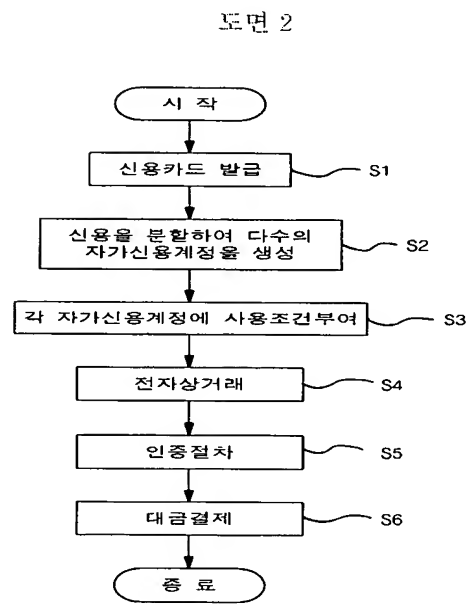 도면 2
시 작
신용카드 발급
S1
신용을 분할하여 다수의
자가신용계정을 생성
S2
각 자가신용계정에 사용조건부여
S3
전자상거래
S4
인증절차
S5
대금결제
S6
종 료